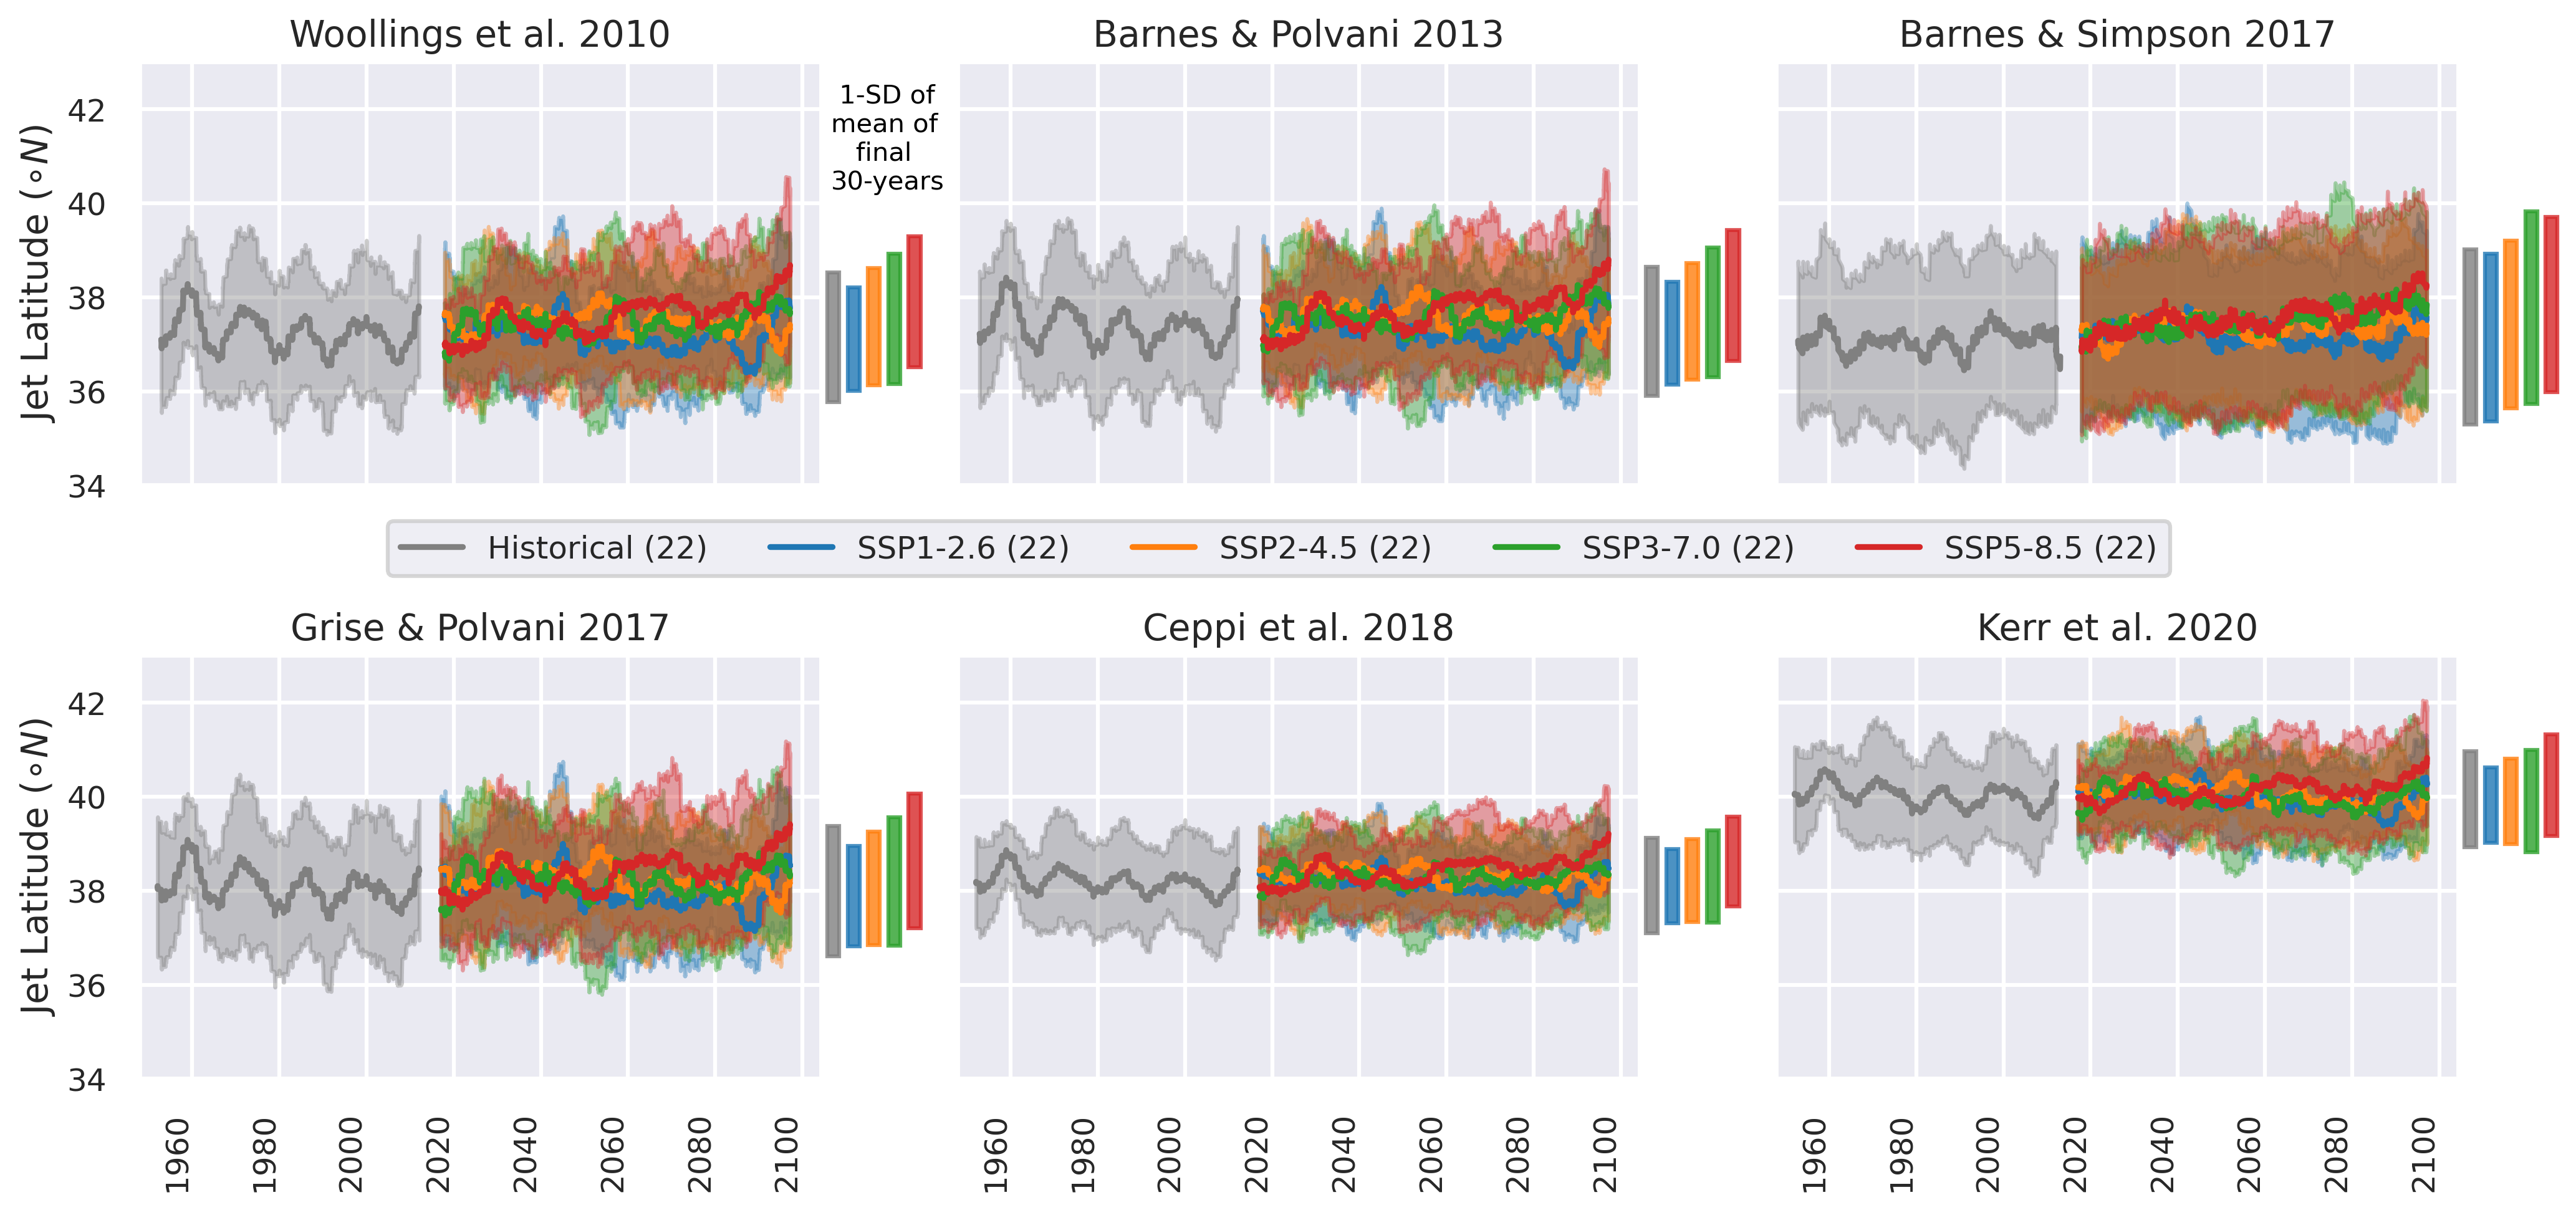 Woollings et al. 2010
Barnes & Polvani 2013
Barnes & Simpson 2017
Jet Latitude (∘N)
42
40
38
36
34
1-SD of
mean of
final
30-years
Historical (22)
SSP1-2.6 (22)
SSP2-4.5 (22)
SSP3-7.0 (22)
SSP5-8.5 (22)
Grise & Polvani 2017
Ceppi et al. 2018
Kerr et al. 2020
Jet Latitude (∘N)
42
40
38
36
34
1960
1980
2000
2020
2040
2060
2080
2100
1960
1980
2000
2020
2040
2060
2080
2100
1960
1980
2000
2020
2040
2060
2080
2100